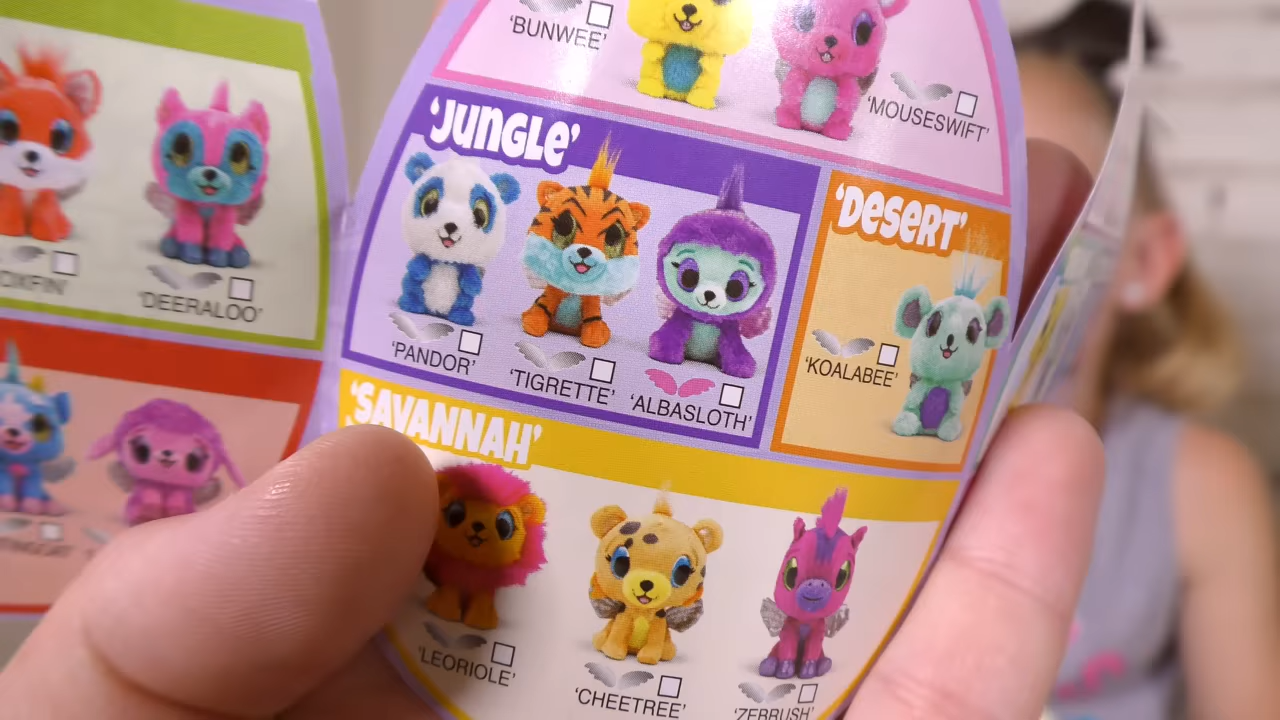 'BUNWEE'
'MOUSESWIFT'
'JUNGLE'
'DESERT'
'DEERALOO'
'PANDOR'
'TIGRETTE'
'ALBASLOTH'
'KOALABEE'
'SAVANNAH'
'LEORIOLE'
'CHEETREE'
'ZEBRUSH'